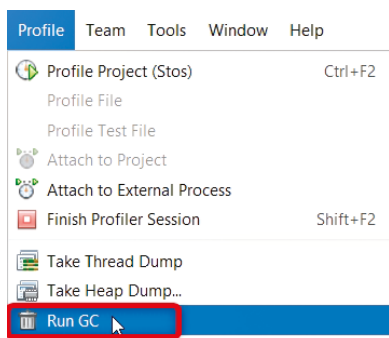 Profile Team Tools Window Help
Profile Project (Stos) Ctrl+F2
Profile File
Profile Test File
Attach to Project
Attach to External Process
Finish Profiler Session Shift+F2
Take Thread Dump
Take Heap Dump...
Run GC